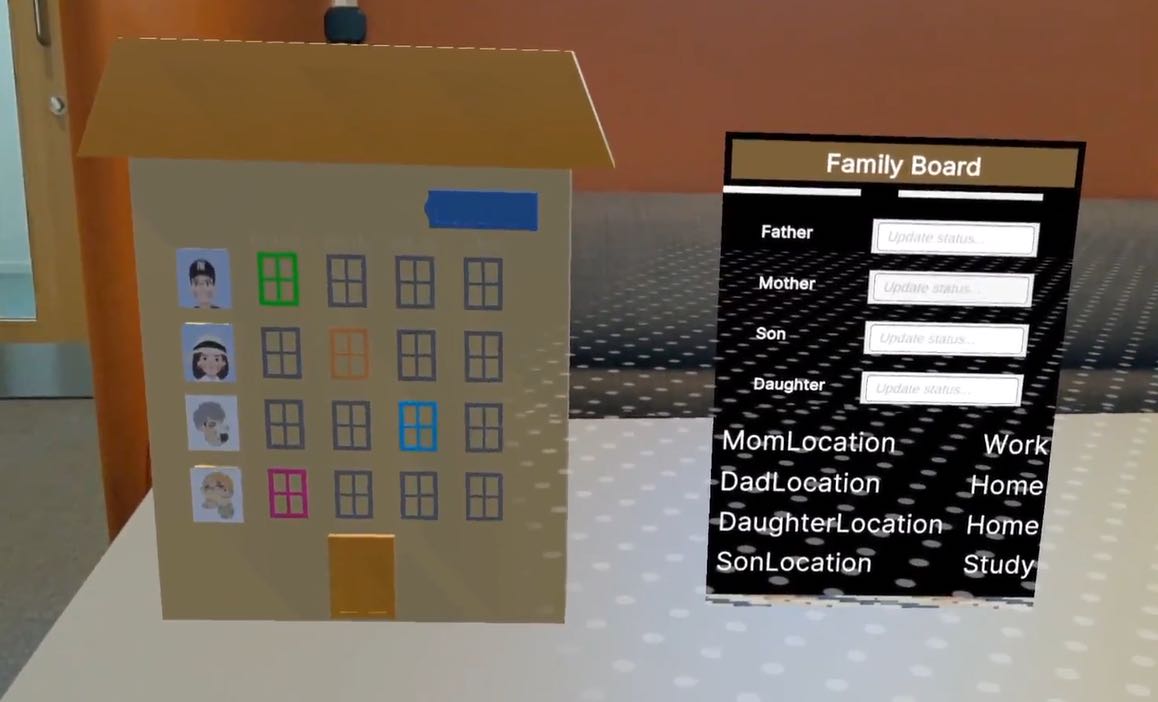 Family Board
Father Update status...
Mother Update status...
Son Update status...
Daughter Update status...
MomLocation Work
DadLocation Home
DaughterLocation Home
SonLocation Study